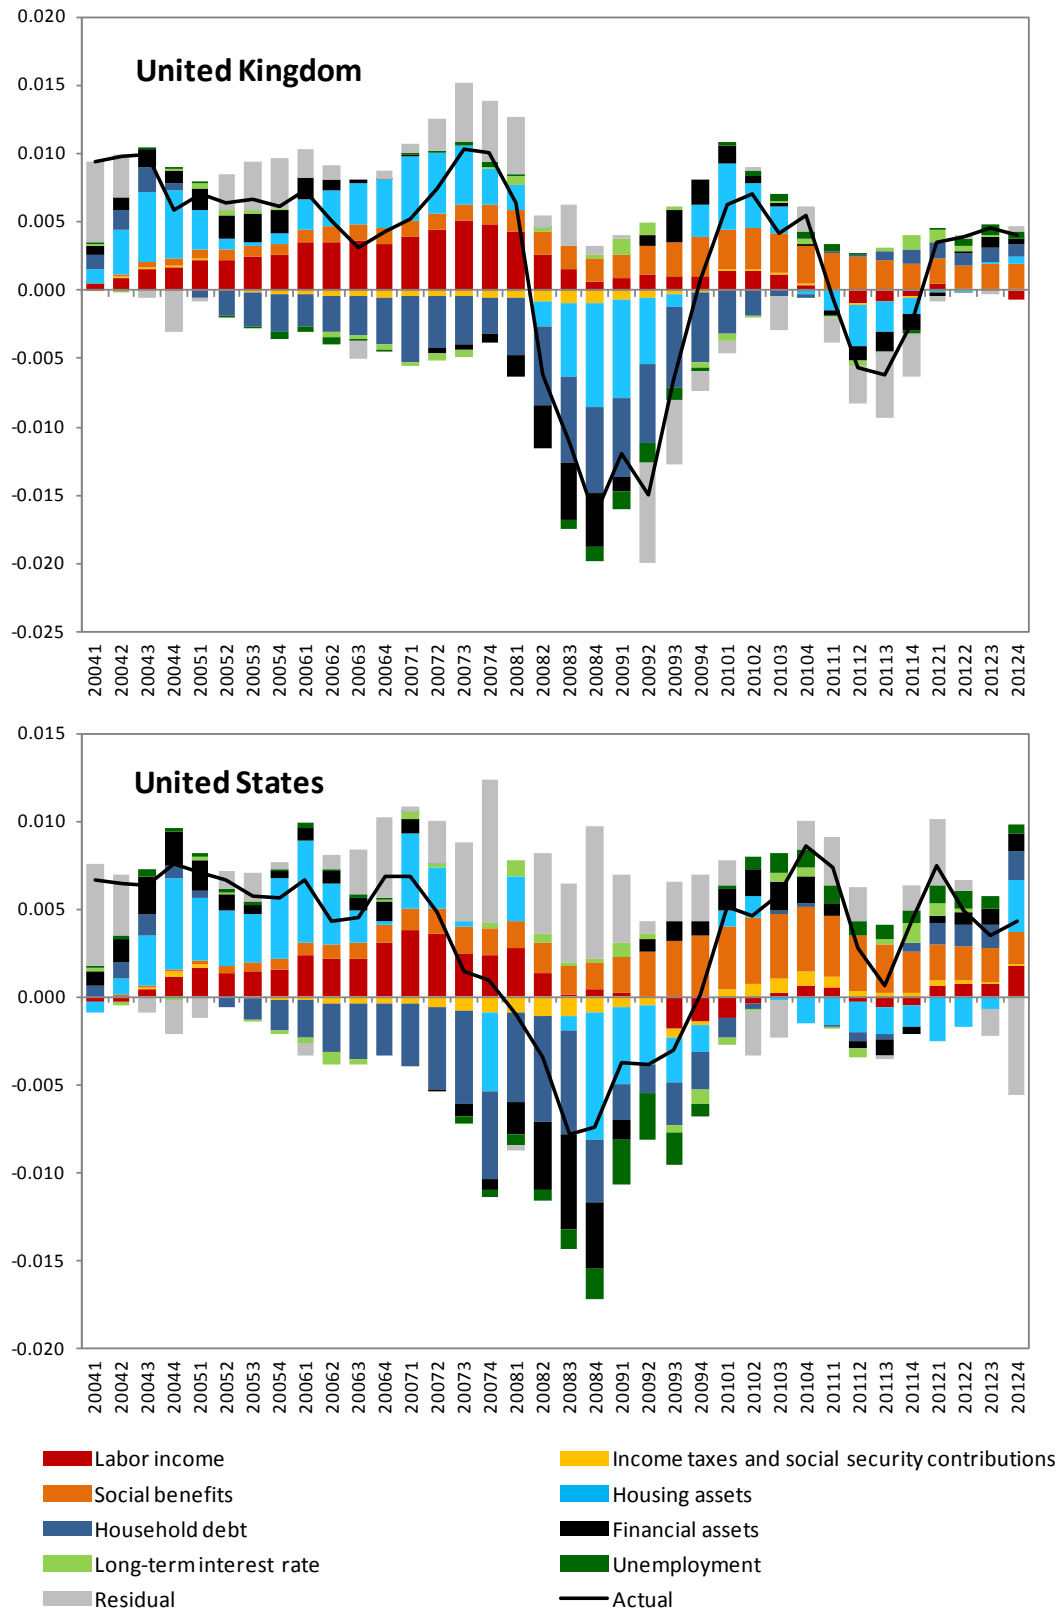 0.020
United Kingdom
0.015
0.010
0.005
0.000
-0.005
-0.010
-0.015
-0.020
-0.025
20041 20042 20043 20044 20051 20052 20053 20054 20061 20062 20063 20064 20071 20072 20073 20074 20081 20082 20083 20084 20091 20092 20093 20094 20101 20102 20103 20104 20111 20112 20113 20114 20121 20122 20123 20124
0.015
United States
0.010
0.005
0.000
-0.005
-0.010
-0.015
-0.020
20041 20042 20043 20044 20051 20052 20053 20054 20061 20062 20063 20064 20071 20072 20073 20074 20081 20082 20083 20084 20091 20092 20093 20094 20101 20102 20103 20104 20111 20112 20113 20114 20121 20122 20123 20124
Labor income
Income taxes and social security contributions
Social benefits
Housing assets
Household debt
Financial assets
Long-term interest rate
Unemployment
Residual
Actual